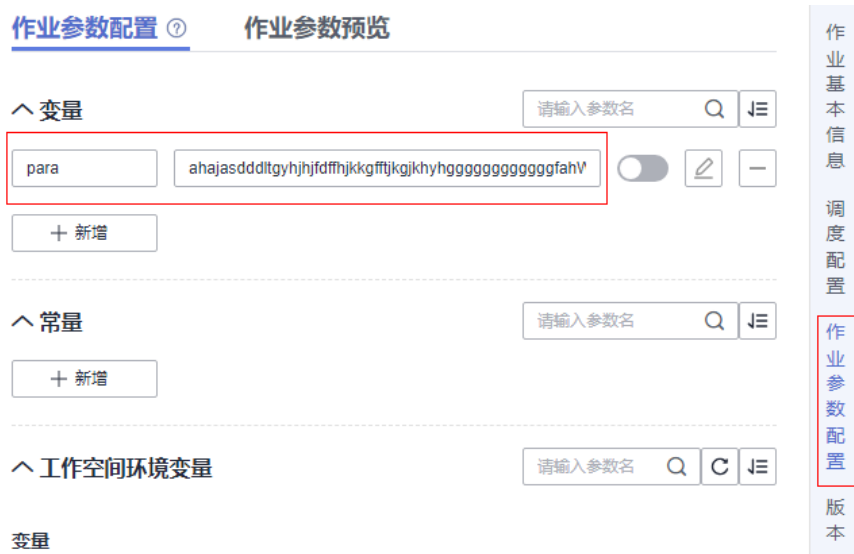 作业参数配置 ? 作业参数预览
变量 请输入参数名
para ahajasdddltgyhjhjfdffhjkkgfftjkgjkhyhgggggggggggggfahW
新增
常量 请输入参数名
新增
工作空间环境变量 请输入参数名
变量
作业基本信息
调度配置
作业参数配置
版本